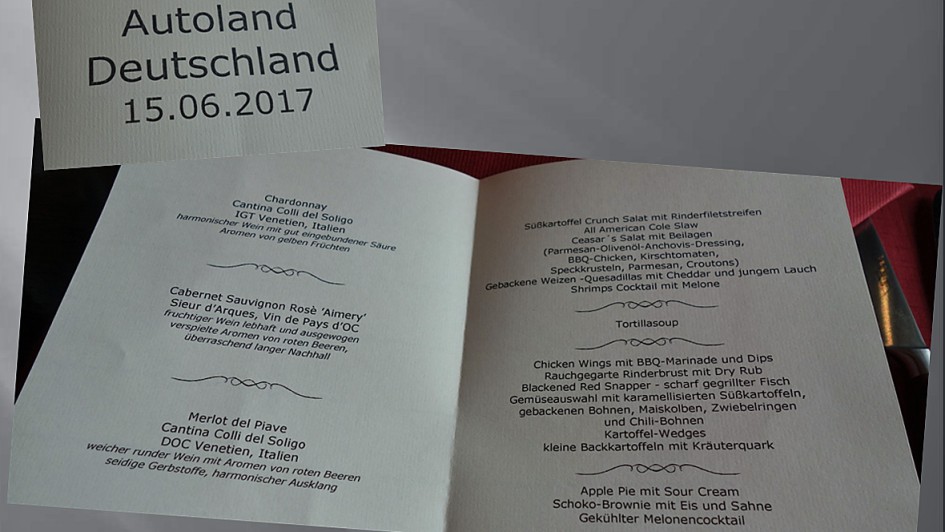 Autoland
Deutschland
15.06.2017
Chardonnay
Cantina Colli del Soligo
IGT Venetien, Italien
harmonischer Wein mit gut eingebundener Säure
Aromen von gelben Früchten
Cabernet Sauvignon Rosè 'Aimery'
Sieur d'Arques, Vin de Pays d'OC
fruchtiger Wein lebhaft und ausgewogen
verspielte Aromen von roten Beeren,
überraschend langer Nachhall
Merlot del Piave
Cantina Colli del Soligo
DOC Venetien, Italien
weicher runder Wein mit Aromen von roten Beeren
seidige Gerbstoffe, harmonischer Ausklang
Süßkartoffel Crunch Salat mit Rinderfiletstreifen
All American Cole Slaw
Ceasar´s Salat mit Beilagen
(Parmesan-Olivenöl-Anchovis-Dressing,
BBQ-Chicken, Kirschtomaten,
Speckkrusteln, Parmesan, Croutons)
Gebackene Weizen -Quesadillas mit Cheddar und jungem Lauch
Shrimps Cocktail mit Melone
Tortillasoup
Chicken Wings mit BBQ-Marinade und Dips
Rauchgegarte Rinderbrust mit Dry Rub
Blackened Red Snapper - scharf gegrillter Fisch
Gemüseauswahl mit karamellisierten Süßkartoffeln,
gebackenen Bohnen, Maiskolben, Zwiebelringen
und Chili-Bohnen
Kartoffel-Wedges
kleine Backkartoffeln mit Kräuterquark
Apple Pie mit Sour Cream
Schoko-Brownie mit Eis und Sahne
Gekühlter Melonencocktail